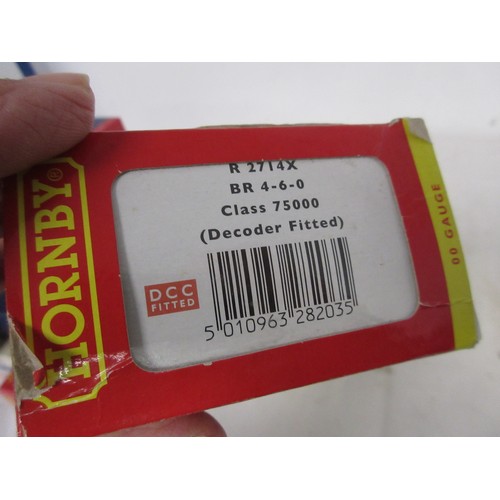 HORNBY®
R 2714X
BR 4-6-0
Class 75000
(Decoder Fitted)
DCC
FITTED
5 010963 282035
00 GAUGE